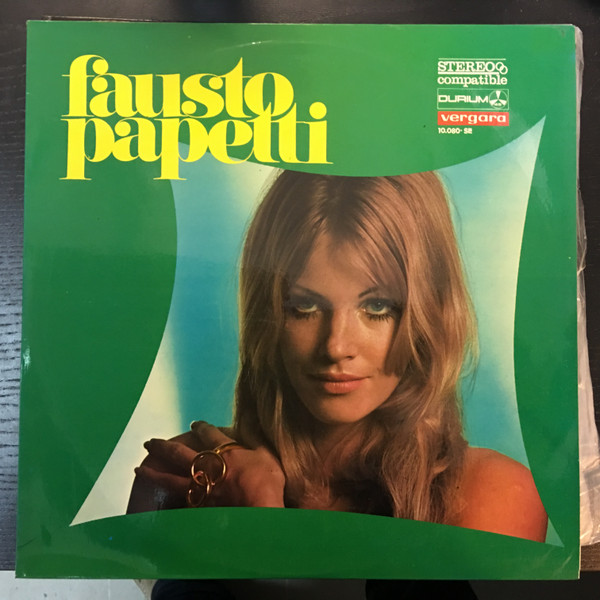 fausto
papetti
STEREO
compatible
DURIUM
vergara
10.080-SR